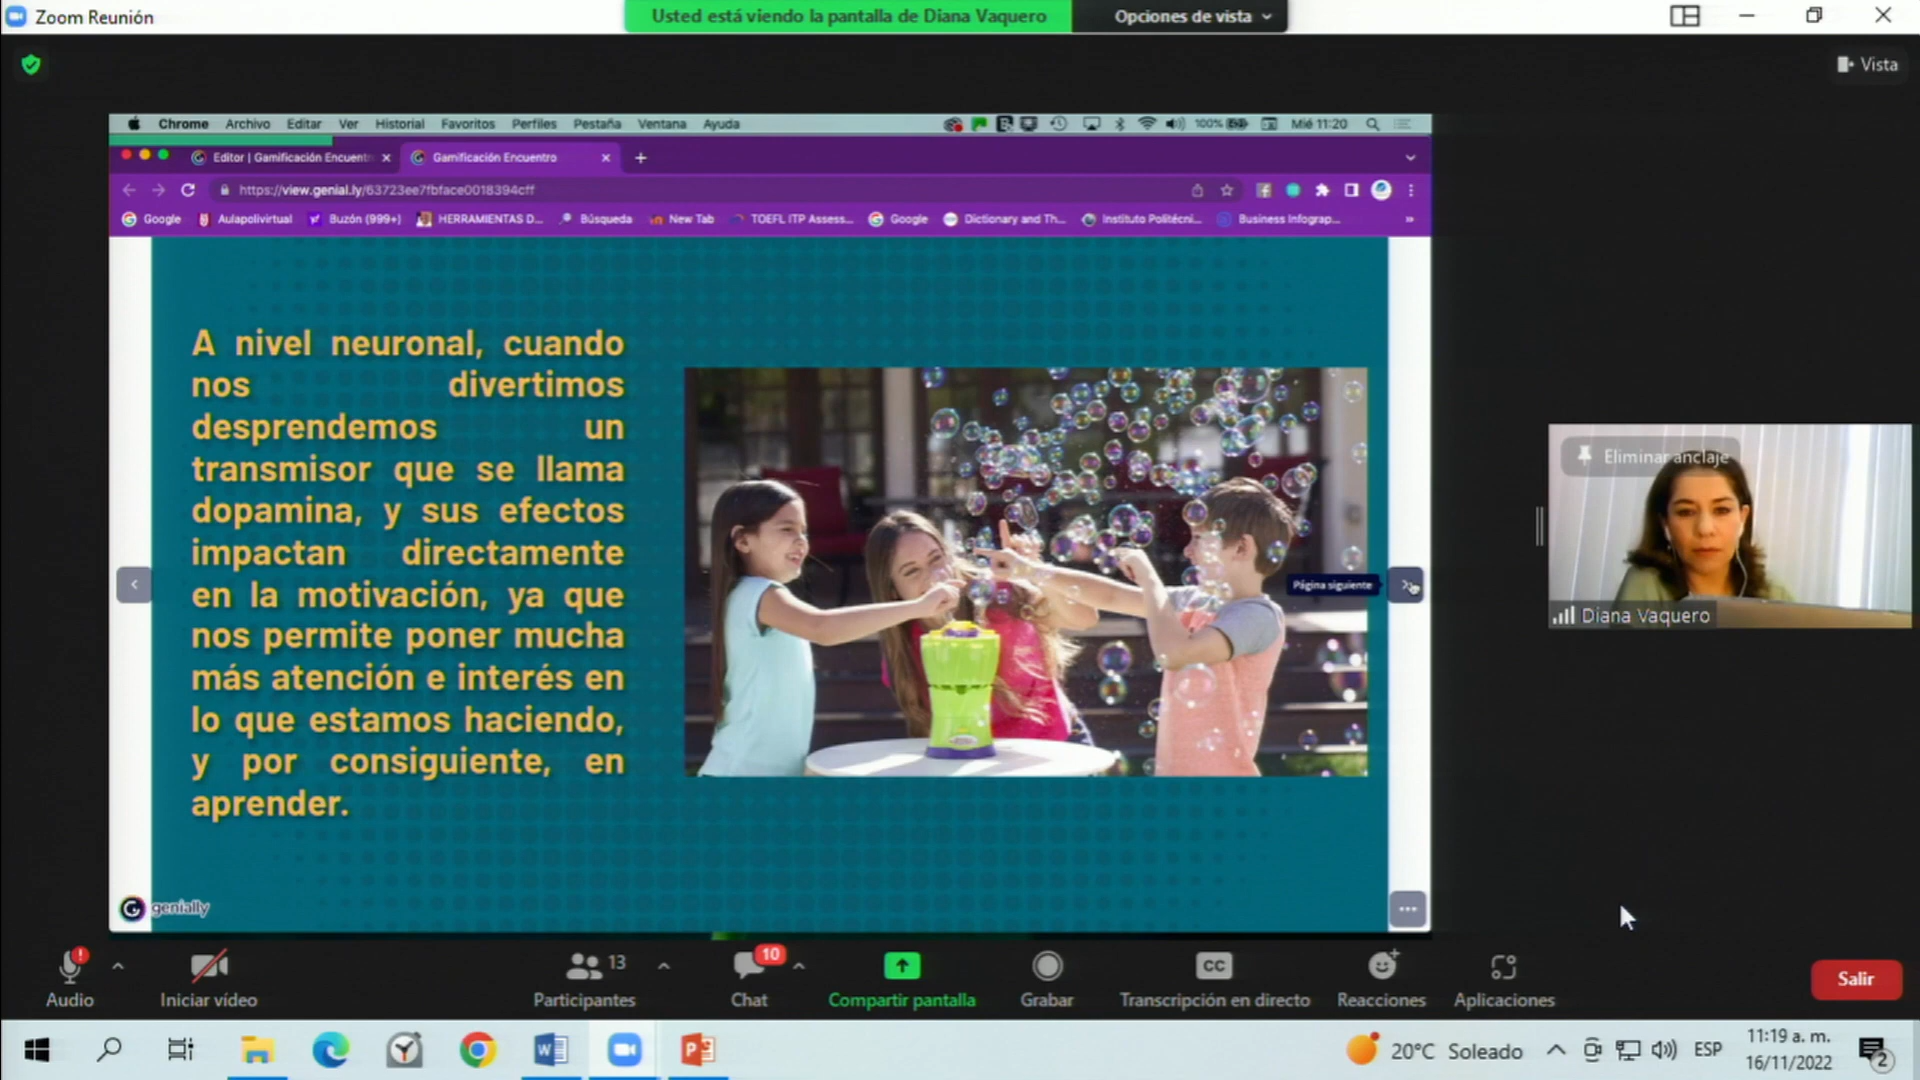 Zoom Reunión
Usted está viendo la pantalla de Diana Vaquero
Opciones de vista
Vista
Chrome Archivo Editar Ver Historial Favoritos Perfiles Pestaña Ventana Ayuda
100%
Mié 11:20
Editor | Gamificación Encuentr
Gamificación Encuentro
https://view.genial.ly/63723ee7fbface0018394cff
Google
Aulapolivirtual
Buzón (999+)
HERRAMIENTAS D...
Búsqueda
New Tab
TOEFL ITP Assess...
Google
Dictionary and Th...
Instituto Politécni...
Business Infograp...
A nivel neuronal, cuando
nos divertimos
desprendemos un
transmisor que se llama
dopamina, y sus efectos
impactan directamente
en la motivación, ya que
nos permite poner mucha
más atención e interés en
lo que estamos haciendo,
y por consiguiente, en
aprender.
Página siguiente
genially
Eliminar anclaje
Diana Vaquero
Audio
Iniciar vídeo
13
Participantes
10
Chat
Compartir pantalla
Grabar
CC
Transcripción en directo
Reacciones
Aplicaciones
Salir
20°C Soleado
ESP
11:19 a. m.
16/11/2022
2